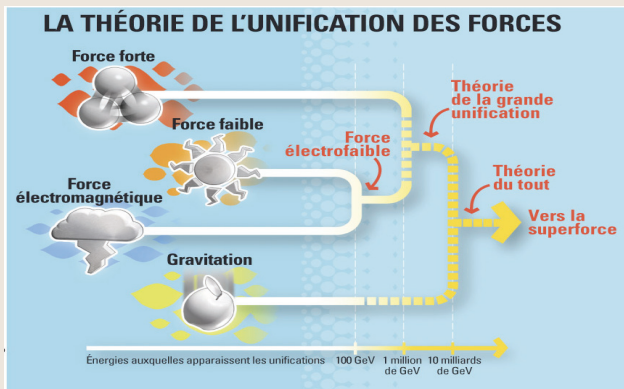 LA THÉORIE DE L'UNIFICATION DES FORCES
Force forte
Théorie
de la grande
unification
Force faible
Force
électrofaible
Force
électromagnétique
Théorie
du tout
Vers la
superforce
Gravitation
Énergies auxquelles apparaissent les unifications
100 GeV
1 million
de GeV
10 milliards
de GeV